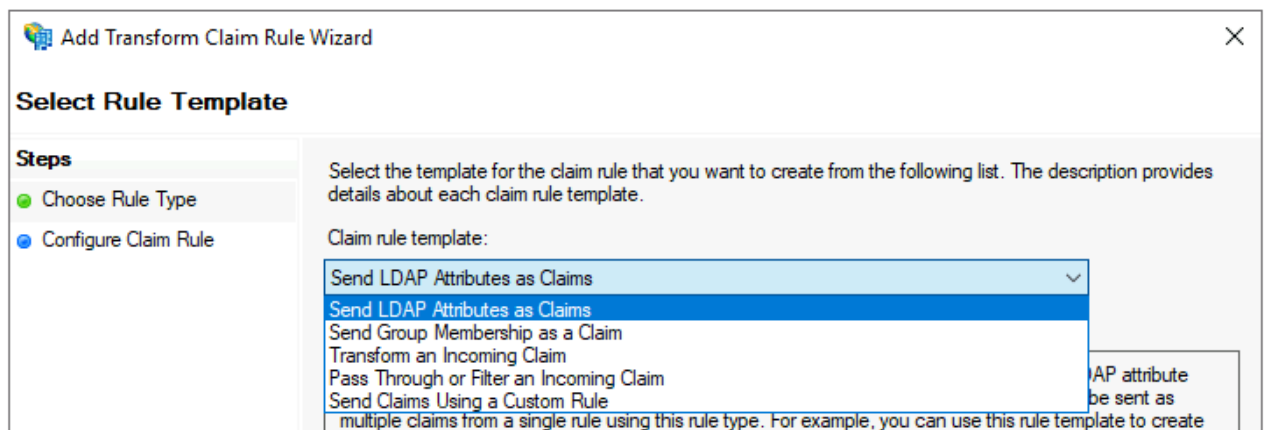 Add Transform Claim Rule Wizard
Select Rule Template
Steps
Choose Rule Type
Configure Claim Rule
Select the template for the claim rule that you want to create from the following list. The description provides
details about each claim rule template.
Claim rule template:
Send LDAP Attributes as Claims
Send LDAP Attributes as Claims
Send Group Membership as a Claim
Transform an Incoming Claim
Pass Through or Filter an Incoming Claim
Send Claims Using a Custom Rule
AP attribute
be sent as
multiple claims from a single rule using this rule type. For example, you can use this rule template to create